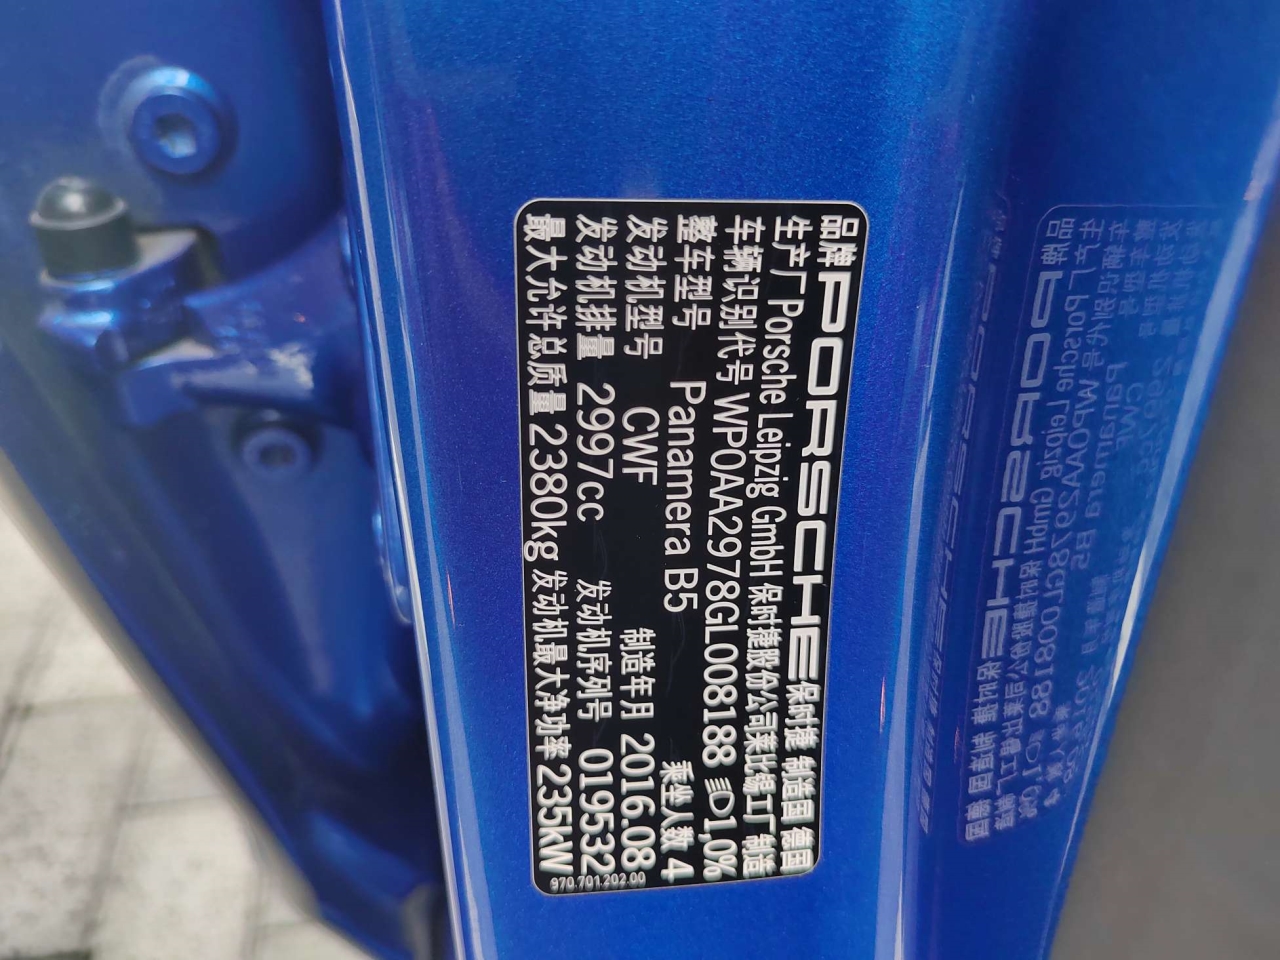 品牌 PORSCHE 保时捷 制造国 德国
生产厂 Porsche Leipzig GmbH 保时捷股份公司莱比锡工厂 制造
车辆识别代号 WP0AA2978GL008188 1,0%
整车型号 Panamera B5 乘坐人数 4
发动机型号 CWF 制造年月 2016.08
发动机排量 2997cc 发动机序列号 019532
最大允许总质量 2380kg 发动机最大净功率 235kW
970.701.202.00